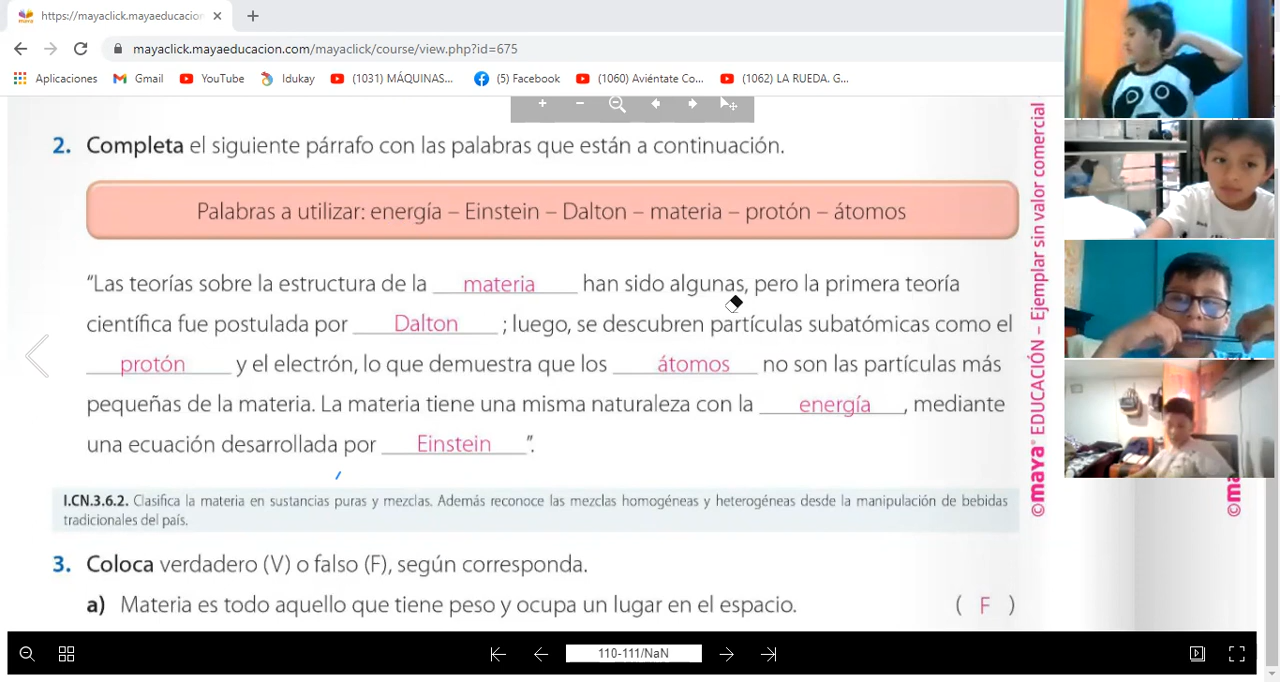 https://mayaclick.mayaeducacion
mayaclick.mayaeducacion.com/mayaclick/course/view.php?id=675
Aplicaciones Gmail YouTube Idukay (1031) MÁQUINAS... (5) Facebook (1060) Aviéntate Co... (1062) LA RUEDA. G...
2. Completa el siguiente párrafo con las palabras que están a continuación.
Palabras a utilizar: energía – Einstein – Dalton – materia – protón – átomos
“Las teorías sobre la estructura de la materia han sido algunas, pero la primera teoría
científica fue postulada por Dalton ; luego, se descubren partículas subatómicas como el
protón y el electrón, lo que demuestra que los átomos no son las partículas más
pequeñas de la materia. La materia tiene una misma naturaleza con la energía , mediante
una ecuación desarrollada por Einstein ”.
I.CN.3.6.2. Clasifica la materia en sustancias puras y mezclas. Además reconoce las mezclas homogéneas y heterogéneas desde la manipulación de bebidas
tradicionales del país.
3. Coloca verdadero (V) o falso (F), según corresponda.
a) Materia es todo aquello que tiene peso y ocupa un lugar en el espacio. ( F )
©maya® EDUCACIÓN – Ejemplar sin valor comercial
©ma
110-111/NaN